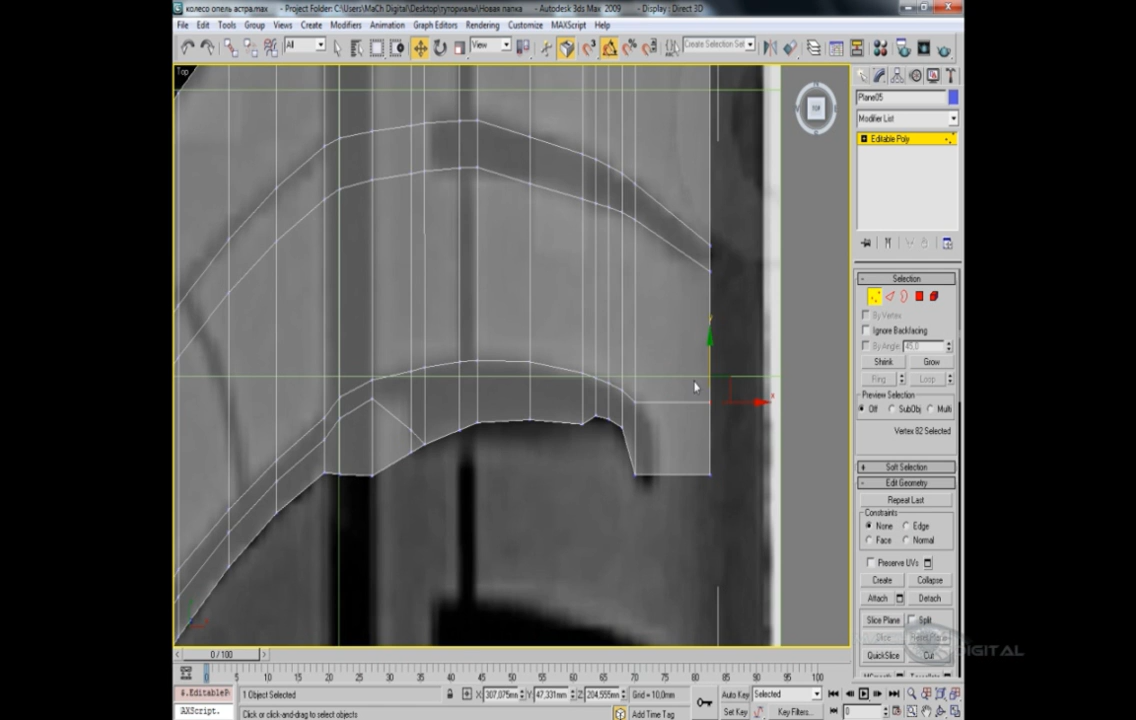 колесо опель астра.max - Project Folder: C:\Users\MaCh Digital\Desktop\туториалы\Новая папка - Autodesk 3ds Max 2009 - Display : Direct 3D
File Edit Tools Group Views Create Modifiers Animation Graph Editors Rendering Customize MAXScript Help
All View Create Selection Set
Top
Plane05
Modifier List
Editable Poly
Selection
By Vertex
Ignore Backfacing
By Angle: 45,0
Shrink Grow
Ring Loop
Preview Selection
Off SubObj Multi
Vertex 82 Selected
Soft Selection
Edit Geometry
Repeat Last
Constraints
None Edge
Face Normal
Preserve UVs
Create Collapse
Attach Detach
Slice Plane Split
Slice
QuickSlice Cut
DIGITAL
0 / 100
0 5 10 15 20 25 30 35 40 45 50 55 60 65 70 75 80 85 90 95 100
1 Object Selected X: 307,075mm Y: 47,331mm Z: 204,555mm Grid = 10,0mm Auto Key Selected
AXScript. Click or click-and-drag to select objects Add Time Tag Set Key Key Filters... 0